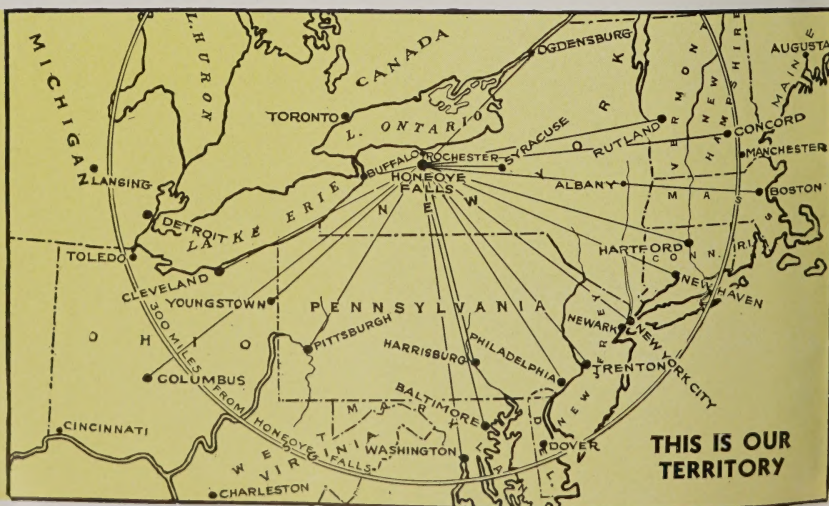 MICHIGAN
L. HURON
CANADA
OGDENSBURG
AUGUSTA
MAINE
VERMONT
NEW HAMPSHIRE
TORONTO
L. ONTARIO
NEW YORK
SYRACUSE
RUTLAND
CONCORD
MANCHESTER
BUFFALO
ROCHESTER
HONEOYE
FALLS
LANSING
ALBANY
MASS
BOSTON
DETROIT
LAKE ERIE
HARTFORD
CONN.
R.I.
TOLEDO
CLEVELAND
NEW HAVEN
YOUNGSTOWN
PENNSYLVANIA
NEWARK
NEW YORK CITY
OHIO
PITTSBURGH
HARRISBURG
PHILADELPHIA
TRENTON
NEW JERSEY
COLUMBUS
BALTIMORE
300 MILES FROM HONEOYE FALLS
CINCINNATI
MARYLAND
WEST
VIRGINIA
WASHINGTON
DEL.
DOVER
CHARLESTON
THIS IS OUR
TERRITORY